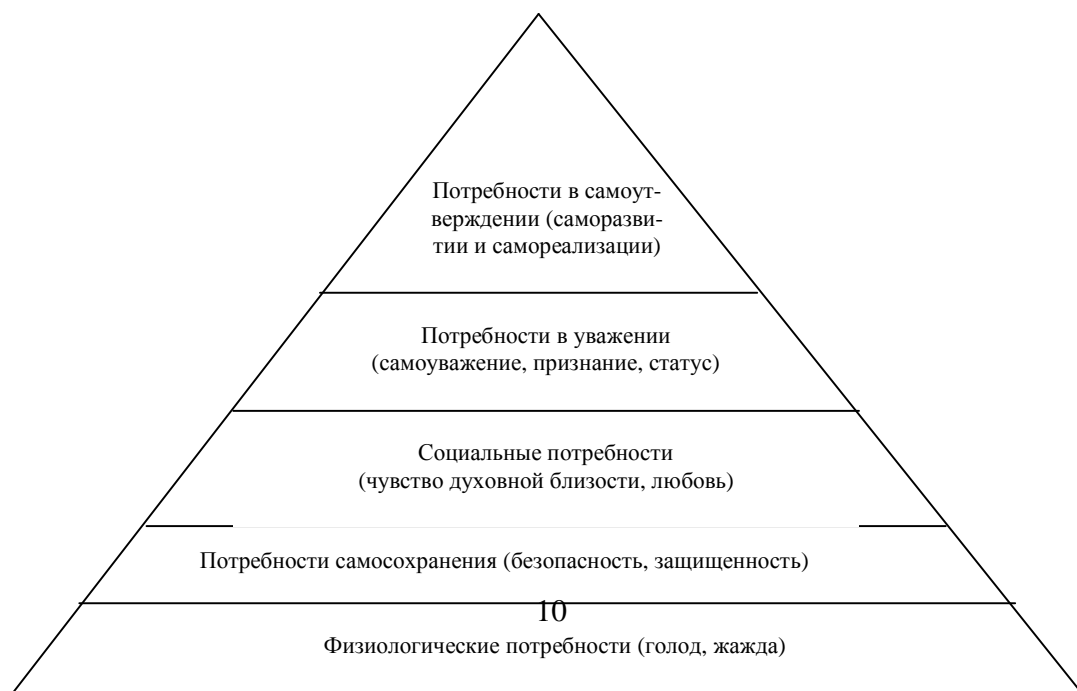 Потребности в самоут-
верждении (саморазви-
тии и самореализации)
Потребности в уважении
(самоуважение, признание, статус)
Социальные потребности
(чувство духовной близости, любовь)
Потребности самосохранения (безопасность, защищенность)
10
Физиологические потребности (голод, жажда)